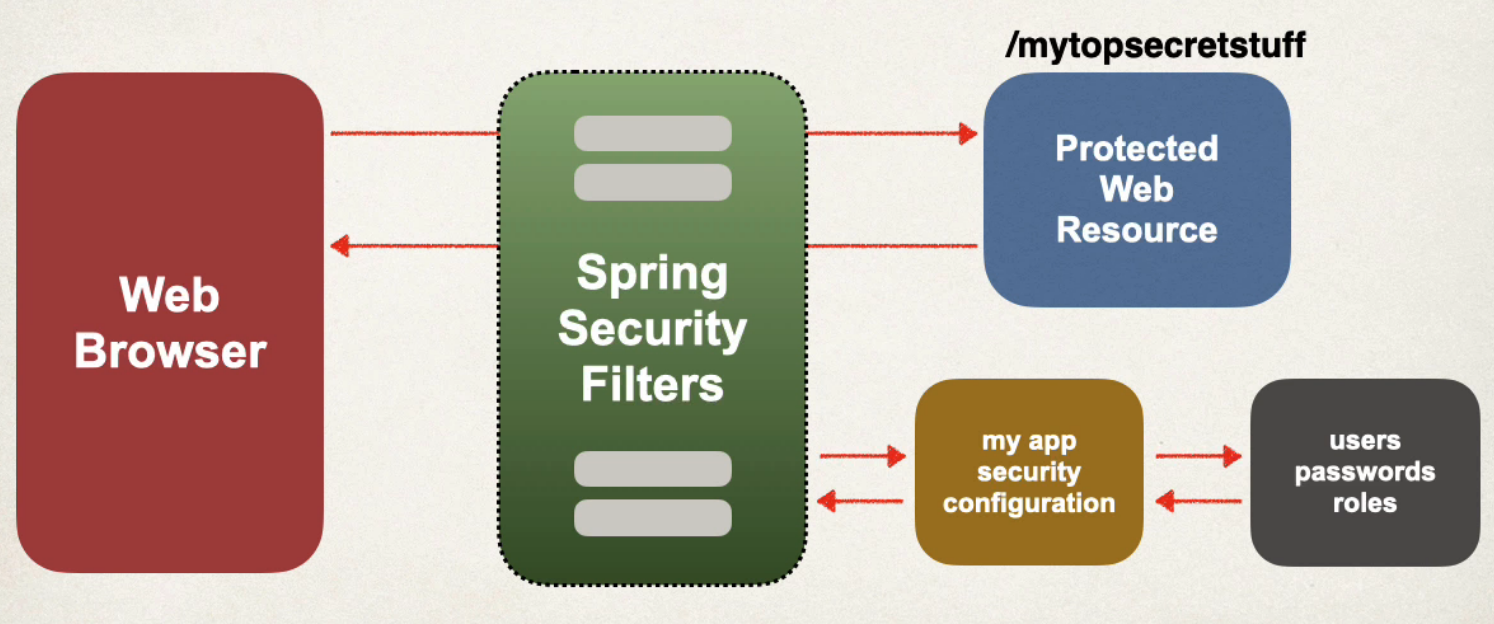 /mytopsecretstuff
Web
Browser
Spring
Security
Filters
Protected
Web
Resource
my app
security
configuration
users
passwords
roles